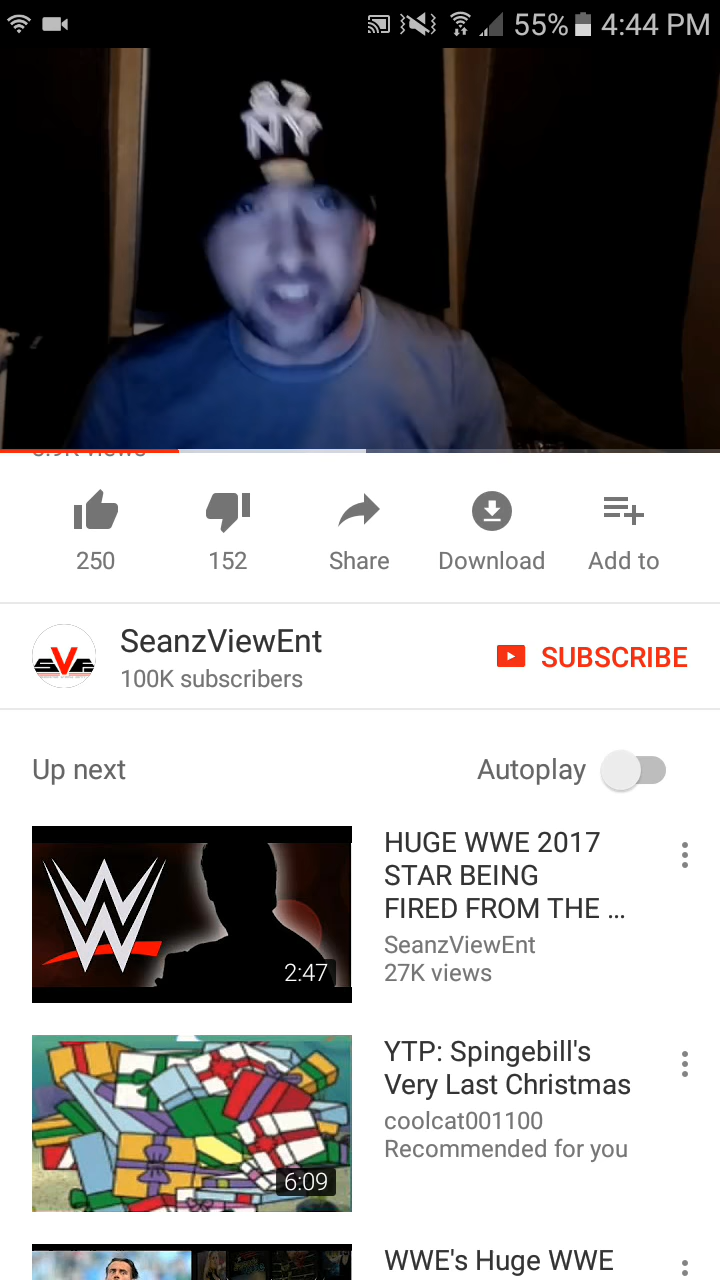 55% 4:44 PM
NY
250
152
Share
Download
Add to
SeanzViewEnt
100K subscribers
SUBSCRIBE
Up next
Autoplay
HUGE WWE 2017
STAR BEING
FIRED FROM THE ...
SeanzViewEnt
27K views
2:47
YTP: Spingebill's
Very Last Christmas
coolcat001100
Recommended for you
6:09
WWE's Huge WWE